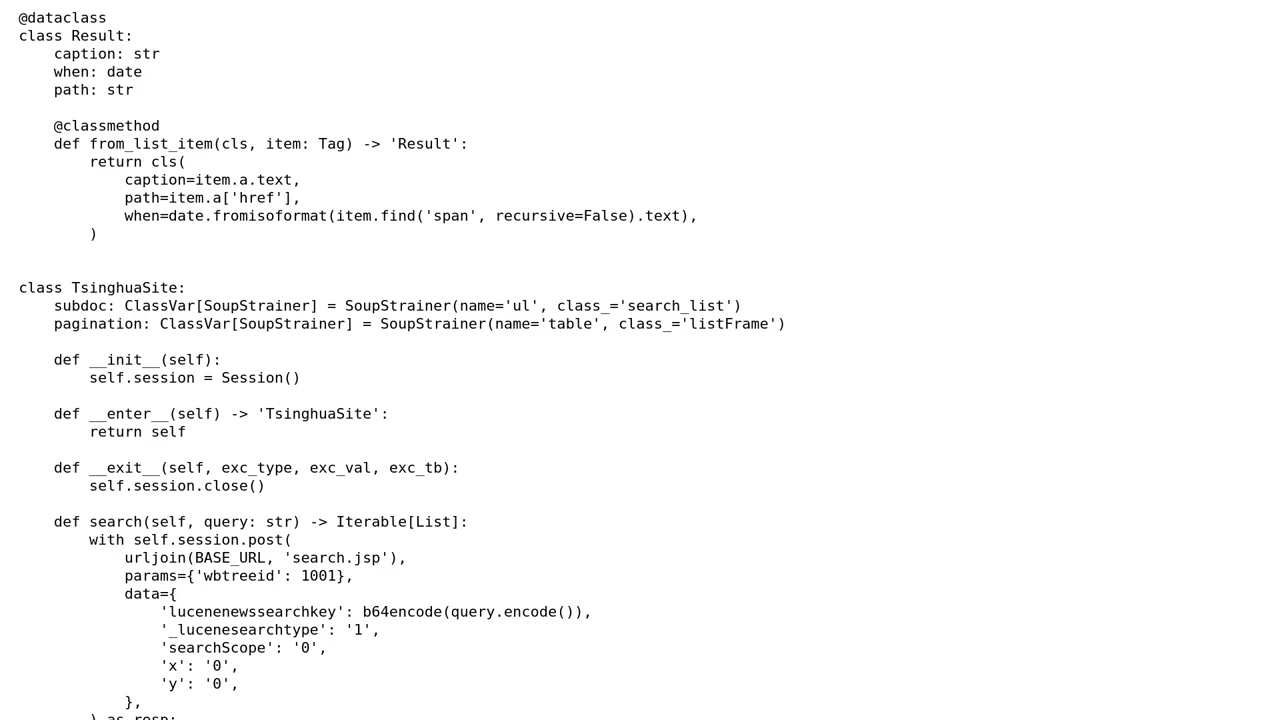 @dataclass
class Result:
    caption: str
    when: date
    path: str

    @classmethod
    def from_list_item(cls, item: Tag) -> 'Result':
        return cls(
            caption=item.a.text,
            path=item.a['href'],
            when=date.fromisoformat(item.find('span', recursive=False).text),
        )


class TsinghuaSite:
    subdoc: ClassVar[SoupStrainer] = SoupStrainer(name='ul', class_='search_list')
    pagination: ClassVar[SoupStrainer] = SoupStrainer(name='table', class_='listFrame')

    def __init__(self):
        self.session = Session()

    def __enter__(self) -> 'TsinghuaSite':
        return self

    def __exit__(self, exc_type, exc_val, exc_tb):
        self.session.close()

    def search(self, query: str) -> Iterable[List]:
        with self.session.post(
            urljoin(BASE_URL, 'search.jsp'),
            params={'wbtreeid': 1001},
            data={
                'lucenenewssearchkey': b64encode(query.encode()),
                '_lucenesearchtype': '1',
                'searchScope': '0',
                'x': '0',
                'y': '0',
            },
        ) as resp: